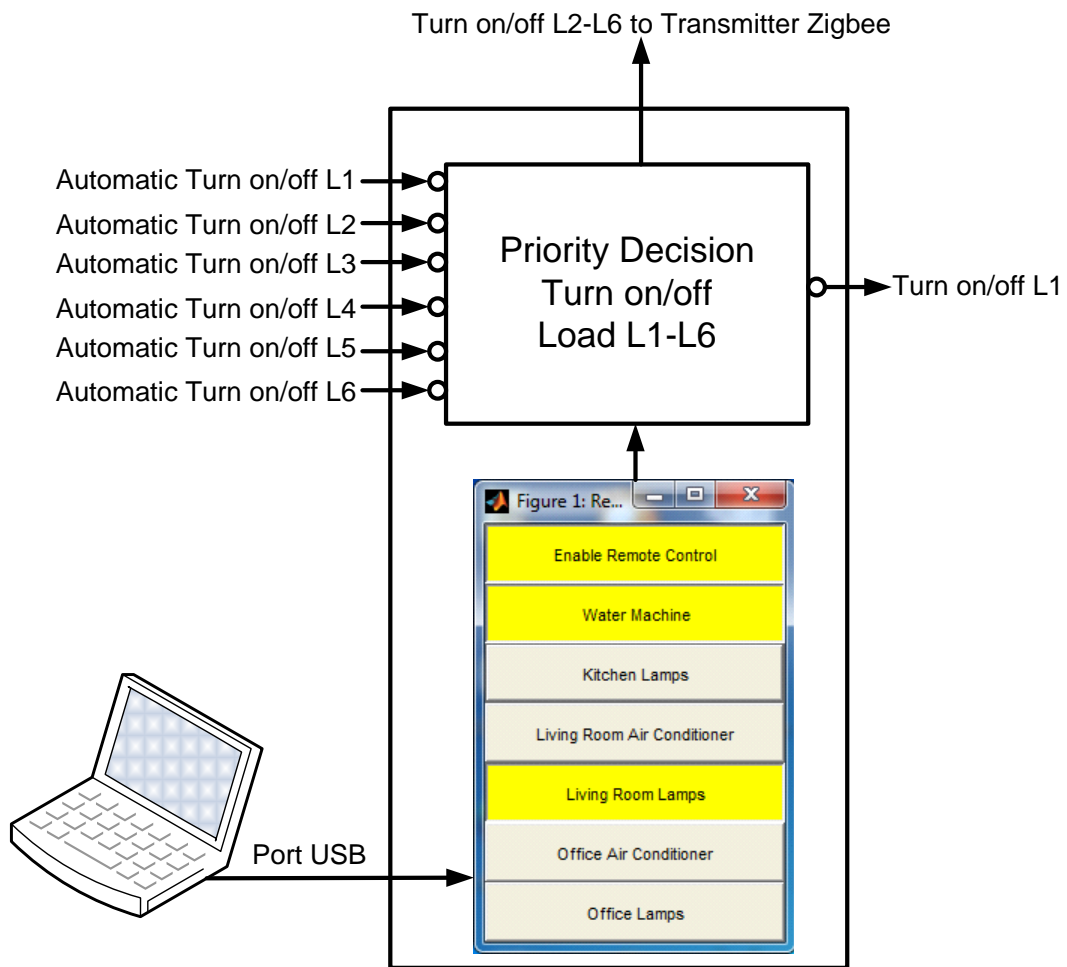 Turn on/off L2-L6 to Transmitter Zigbee
Automatic Turn on/off L1
Automatic Turn on/off L2
Automatic Turn on/off L3
Automatic Turn on/off L4
Automatic Turn on/off L5
Automatic Turn on/off L6
Priority Decision
Turn on/off
Load L1-L6
Turn on/off L1
Figure 1: Re...
Enable Remote Control
Water Machine
Kitchen Lamps
Living Room Air Conditioner
Living Room Lamps
Office Air Conditioner
Office Lamps
Port USB